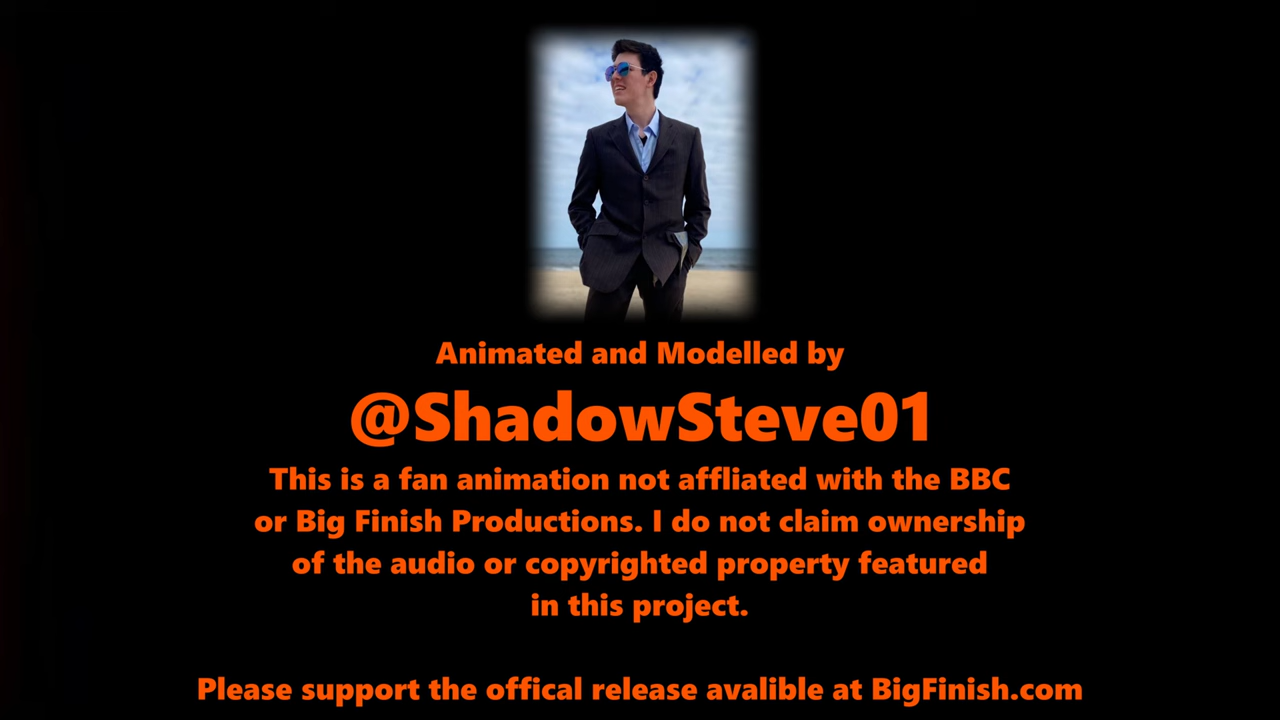 Animated and Modelled by
@ShadowSteve01
This is a fan animation not affliated with the BBC
or Big Finish Productions. I do not claim ownership
of the audio or copyrighted property featured
in this project.
Please support the offical release avalible at BigFinish.com